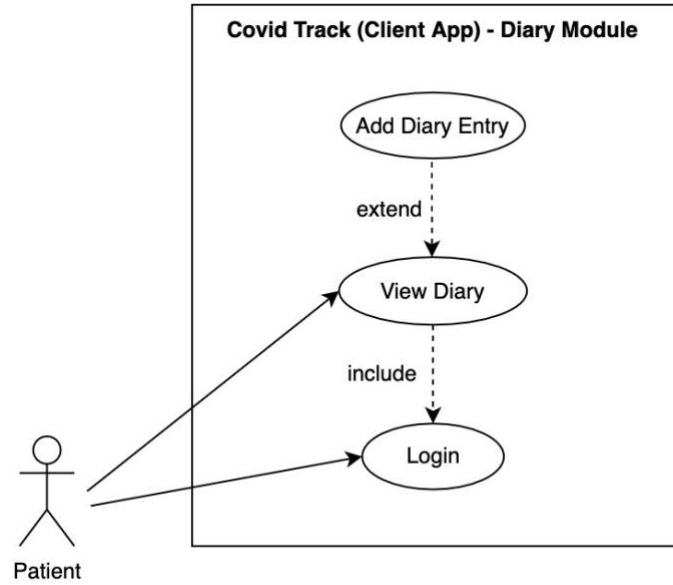 Covid Track (Client App) - Diary Module
Add Diary Entry
extend
View Diary
include
Login
Patient